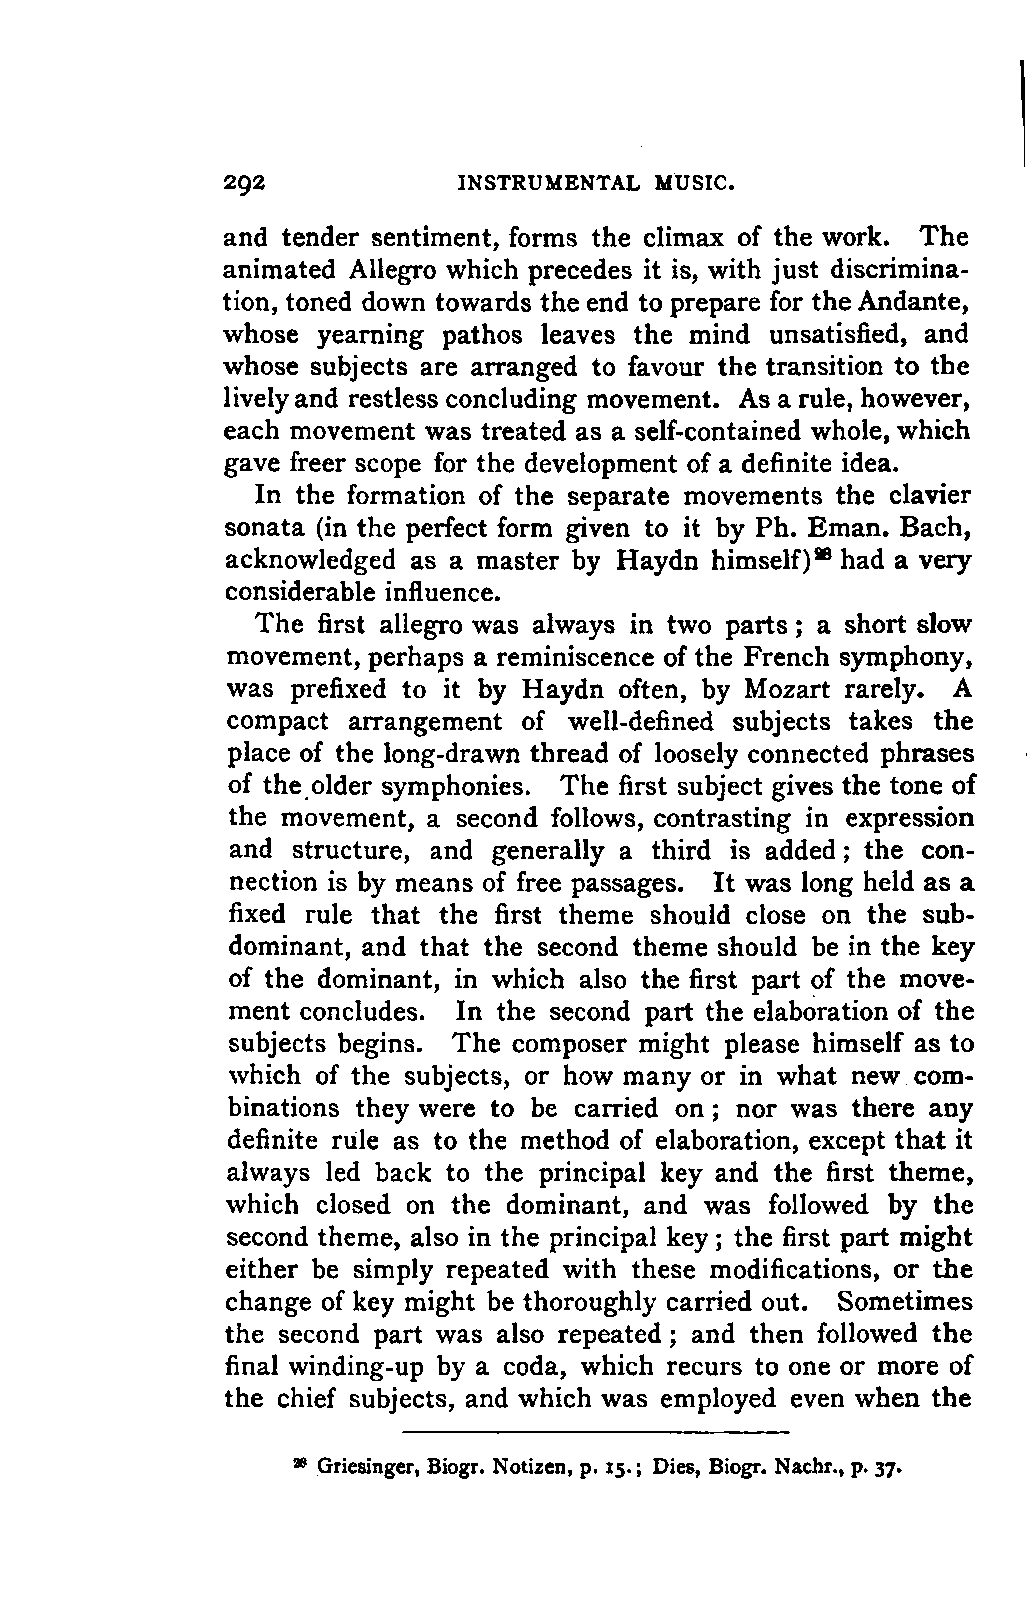 292 INSTRUMENTAL MUSIC.
and tender sentiment, forms the climax of the work. The
animated Allegro which precedes it is, with just discrimina-
tion, toned down towards the end to prepare for the Andante,
whose yearning pathos leaves the mind unsatisfied, and
whose subjects are arranged to favour the transition to the
lively and restless concluding movement. As a rule, however,
each movement was treated as a self-contained whole, which
gave freer scope for the development of a definite idea.
In the formation of the separate movements the clavier
sonata (in the perfect form given to it by Ph. Eman. Bach,
acknowledged as a master by Haydn himself) had a very
considerable influence.
The first allegro was always in two parts; a short slow
movement, perhaps a reminiscence of the French symphony,
was prefixed to it by Haydn often, by Mozart rarely. A
compact arrangement of well-defined subjects takes the
place of the long-drawn thread of loosely connected phrases
of the older symphonies. The first subject gives the tone of
the movement, a second follows, contrasting in expression
and structure, and generally a third is added; the con-
nection is by means of free passages. It was long held as a
fixed rule that the first theme should close on the sub-
dominant, and that the second theme should be in the key
of the dominant, in which also the first part of the move-
ment concludes. In the second part the elaboration of the
subjects begins. The composer might please himself as to
which of the subjects, or how many or in what new com-
binations they were to be carried on; nor was there any
definite rule as to the method of elaboration, except that it
always led back to the principal key and the first theme,
which closed on the dominant, and was followed by the
second theme, also in the principal key; the first part might
either be simply repeated with these modifications, or the
change of key might be thoroughly carried out. Sometimes
the second part was also repeated; and then followed the
final winding-up by a coda, which recurs to one or more of
the chief subjects, and which was employed even when the
Griesinger, Biogr. Notizen, p. 15.; Dies, Biogr. Nachr., p. 37.